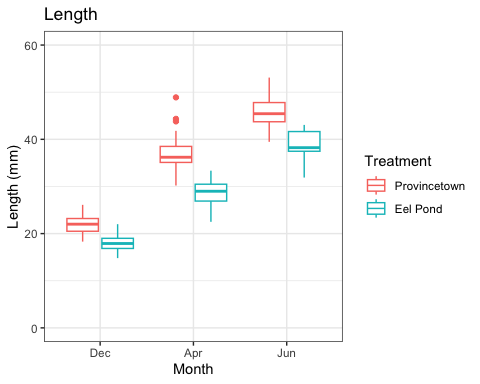 Length
60
40
20
0
Length (mm)
Dec
Apr
Jun
Month
Treatment
Provincetown
Eel Pond